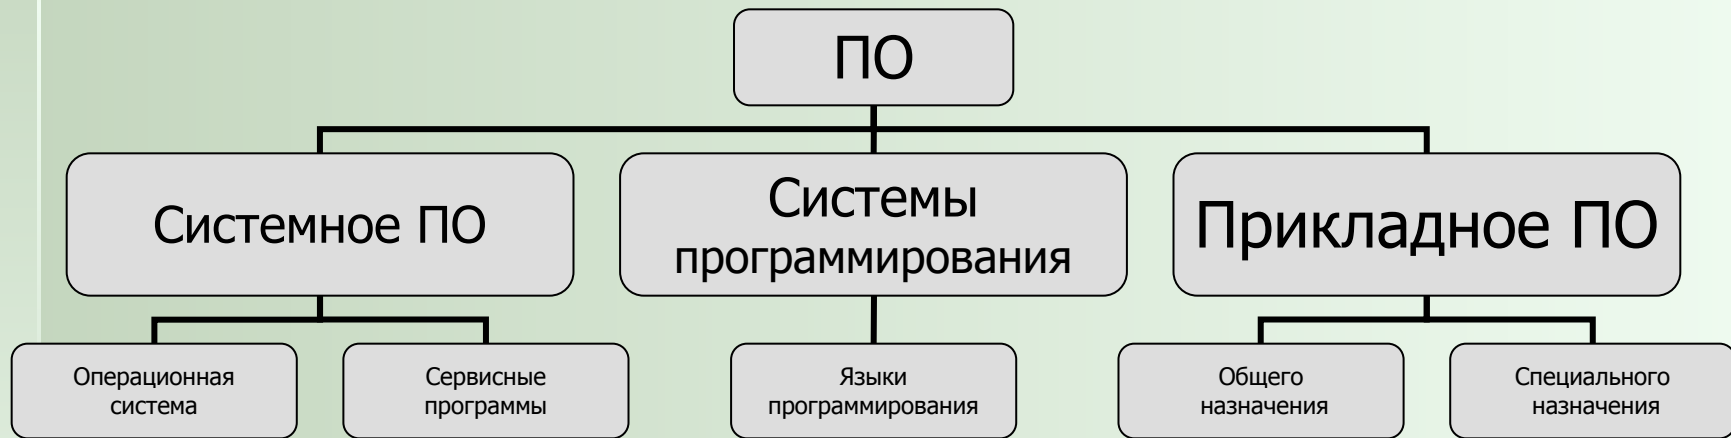 ПО
Системное ПО
Системы
программирования
Прикладное ПО
Операционная
система
Сервисные
программы
Языки
программирования
Общего
назначения
Специального
назначения